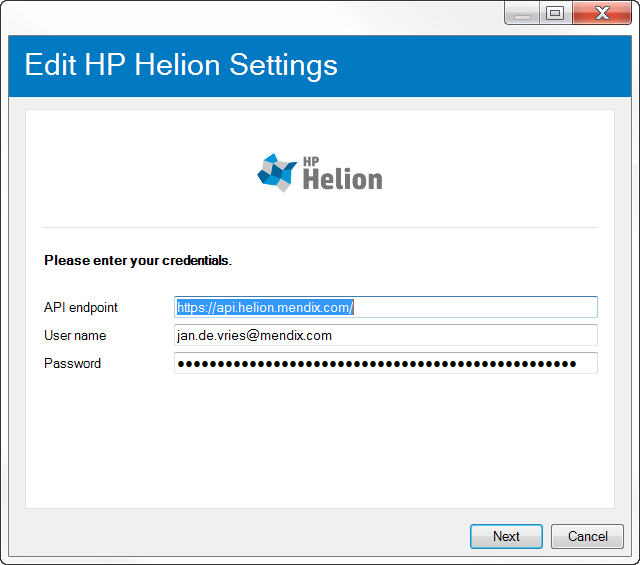 Edit HP Helion Settings
HP
Helion
Please enter your credentials.
API endpoint https://api.helion.mendix.com/
User name jan.de.vries@mendix.com
Password ●●●●●●●●●●●●●●●●●●●●●●●●●●●●●●●●●●●●●●●●●●●●●●●●●●
Next Cancel